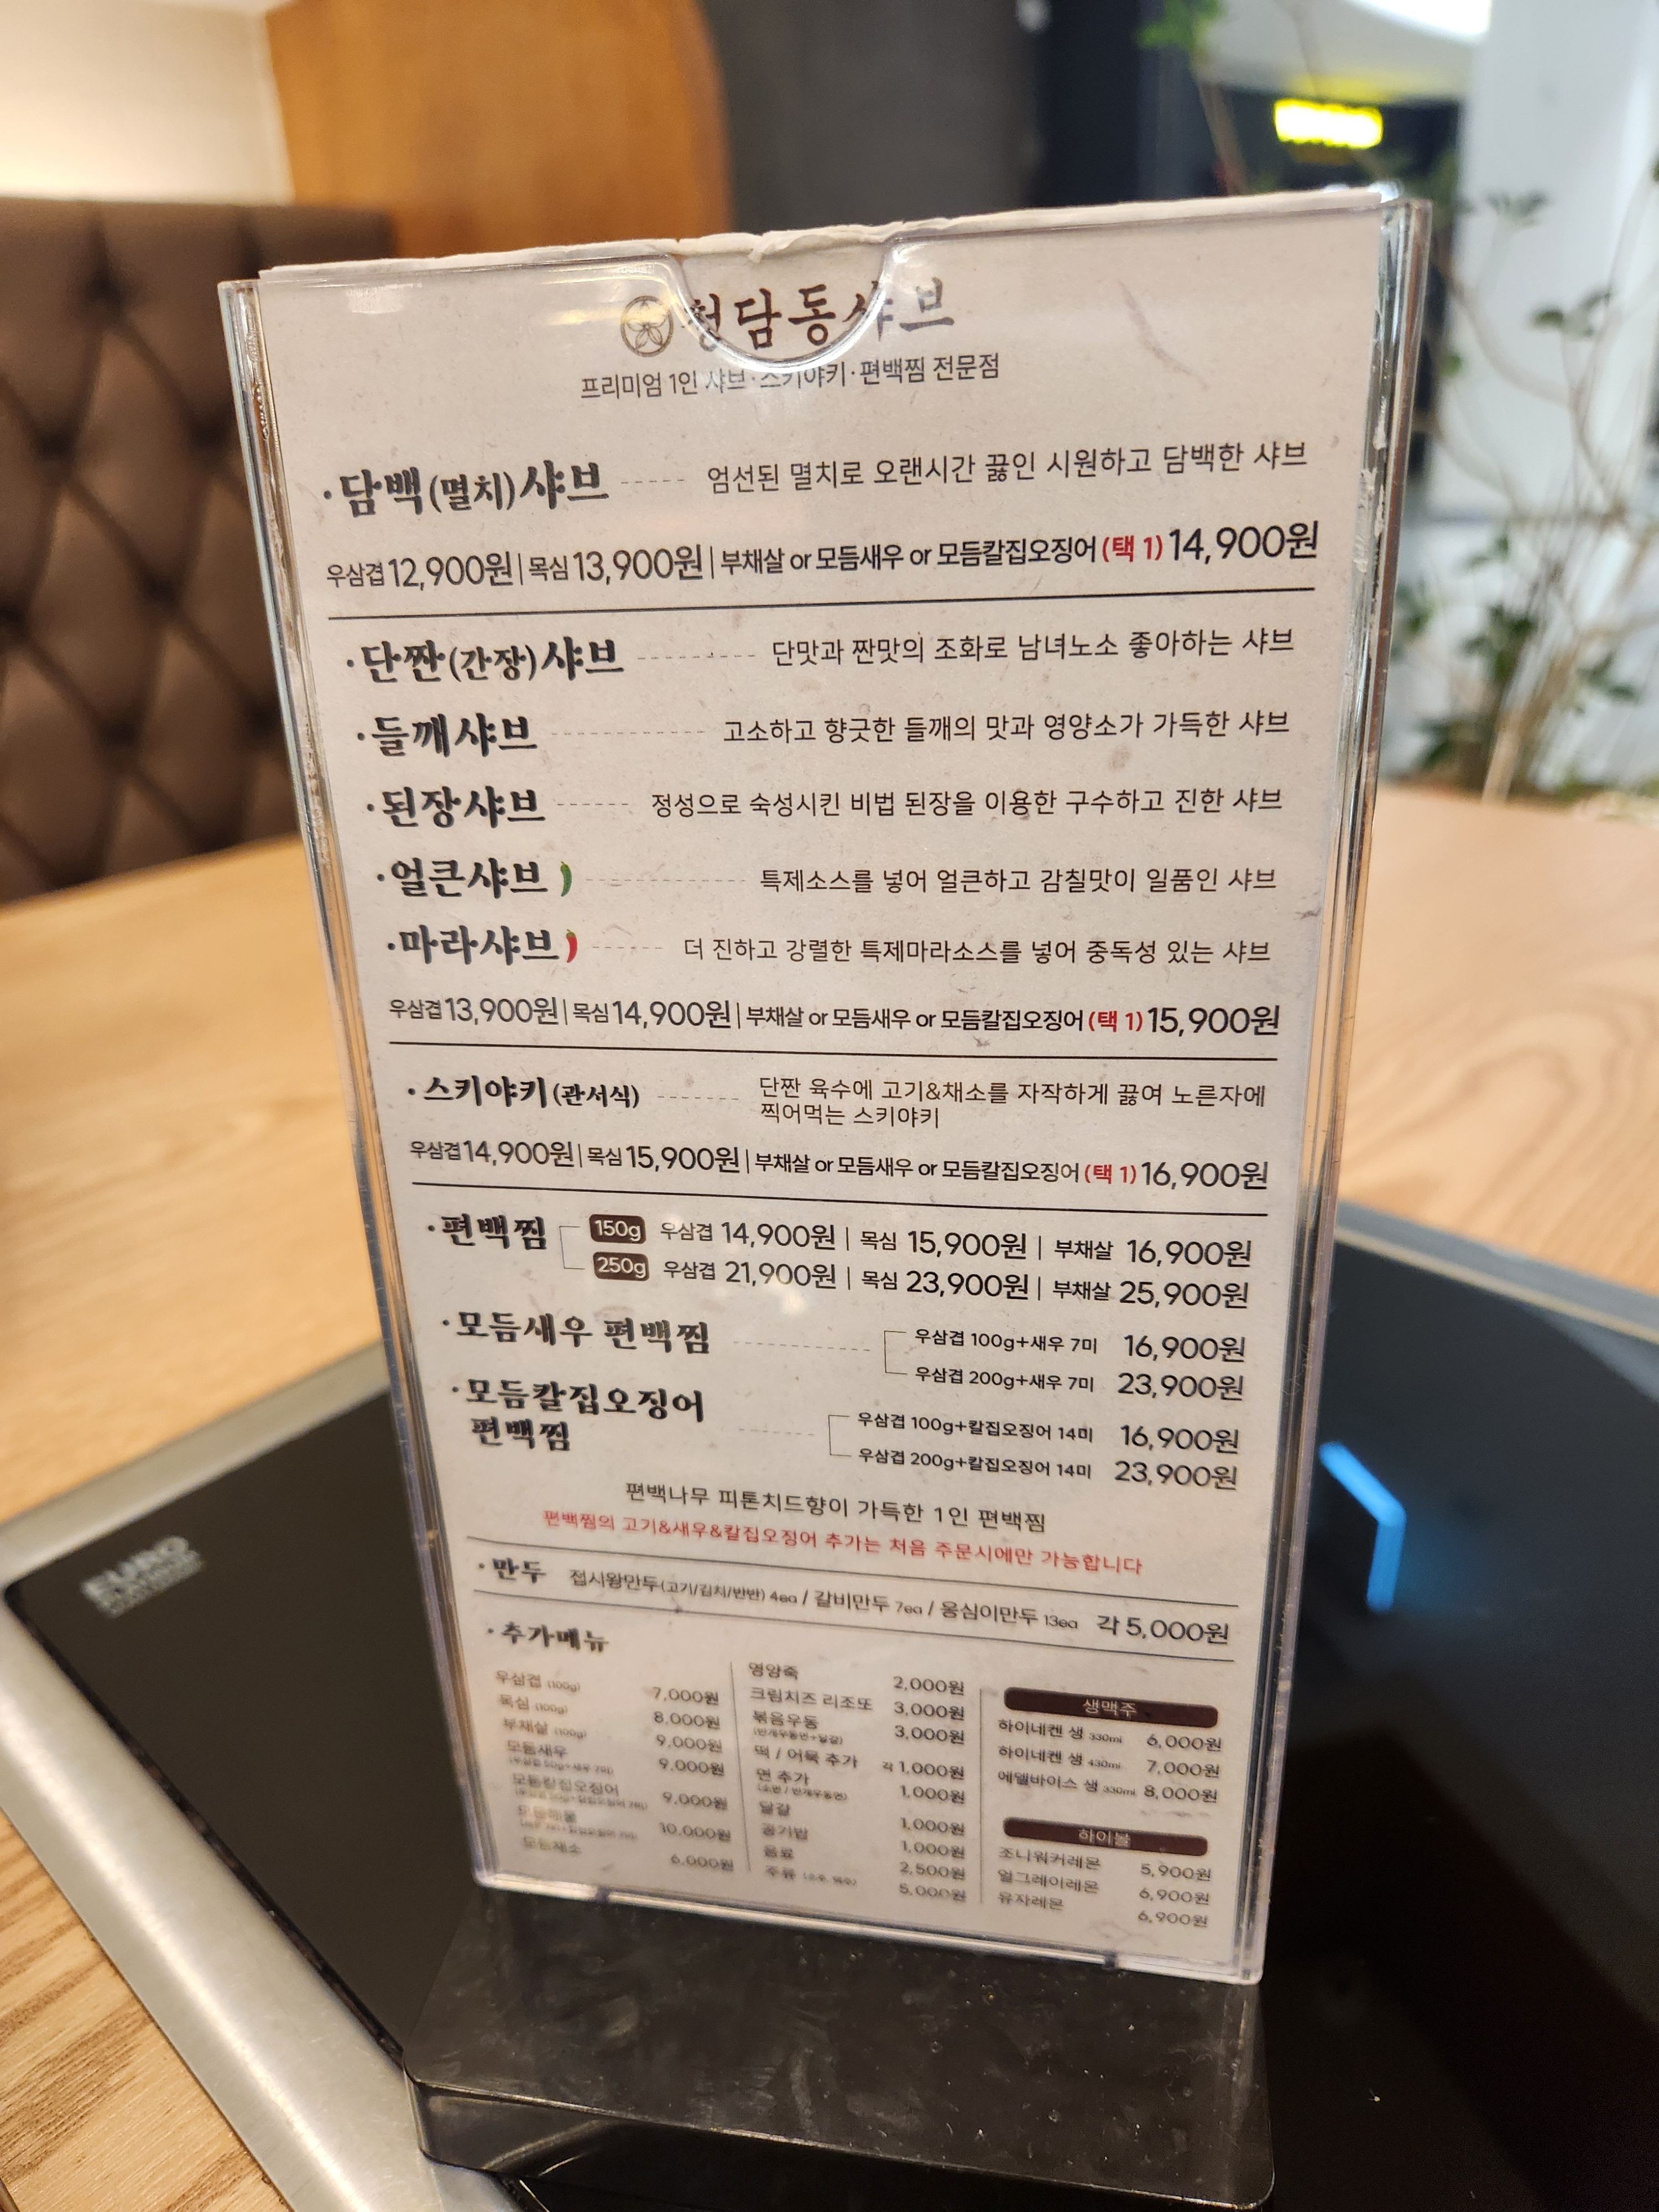 청담동샤브
프리미엄 1인 샤브·스키야키·편백찜 전문점
·담백(멸치)샤브 ----- 엄선된 멸치로 오랜시간 끓인 시원하고 담백한 샤브
우삼겹 12,900원 | 목심 13,900원 | 부채살 or 모듬새우 or 모듬칼집오징어 (택 1) 14,900원
·단짠(간장)샤브 --------- 단맛과 짠맛의 조화로 남녀노소 좋아하는 샤브
·들깨샤브 ------------ 고소하고 향긋한 들깨의 맛과 영양소가 가득한 샤브
·된장샤브 ------ 정성으로 숙성시킨 비법 된장을 이용한 구수하고 진한 샤브
·얼큰샤브 ------------- 특제소스를 넣어 얼큰하고 감칠맛이 일품인 샤브
·마라샤브 ------ 더 진하고 강렬한 특제마라소스를 넣어 중독성 있는 샤브
우삼겹 13,900원 | 목심 14,900원 | 부채살 or 모듬새우 or 모듬칼집오징어 (택 1) 15,900원
·스키야키(관서식) ------- 단짠 육수에 고기&채소를 자작하게 끓여 노른자에
찍어먹는 스키야키
우삼겹 14,900원 | 목심 15,900원 | 부채살 or 모듬새우 or 모듬칼집오징어 (택 1) 16,900원
·편백찜 150g 우삼겹 14,900원 | 목심 15,900원 | 부채살 16,900원
250g 우삼겹 21,900원 | 목심 23,900원 | 부채살 25,900원
·모듬새우 편백찜 ----------- 우삼겹 100g+새우 7미 16,900원
우삼겹 200g+새우 7미 23,900원
·모듬칼집오징어
편백찜 ------ 우삼겹 100g+칼집오징어 14미 16,900원
우삼겹 200g+칼집오징어 14미 23,900원
편백나무 피톤치드향이 가득한 1인 편백찜
편백찜의 고기&새우&칼집오징어 추가는 처음 주문시에만 가능합니다
·만두 접시왕만두(고기/김치/반반) 4ea / 갈비만두 7ea / 옹심이만두 13ea 각 5,000원
·추가메뉴
우삼겹 (100g) 7,000원
목심 (100g) 8,000원
부채살 (100g) 9,000원
모듬새우 9,000원
(우삼겹 50g+새우 7미)
모듬칼집오징어 9,000원
10,000원
모듬채소 6,000원
영양죽 2,000원
크림치즈 리조또 3,000원
볶음우동 3,000원
떡 / 어묵 추가 각 1,000원
면 추가 1,000원
달걀 1,000원
공기밥 1,000원
음료 2,500원
주류 (소주, 맥주) 5,000원
생맥주
하이네켄 생 330ml 6,000원
하이네켄 생 430ml 7,000원
에델바이스 생 330ml 8,000원
하이볼
조니워커레몬 5,900원
얼그레이레몬 6,900원
유자레몬 6,900원
EURO